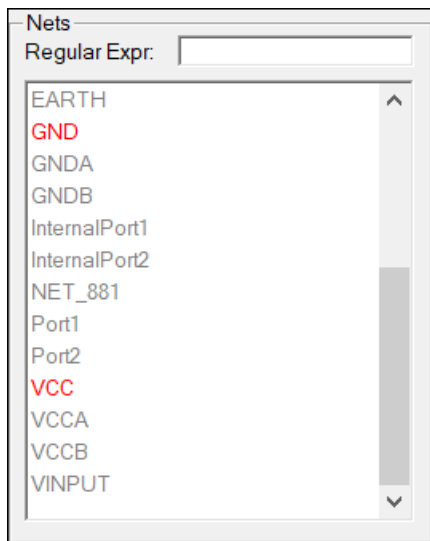 Nets
Regular Expr:
EARTH
GND
GNDA
GNDB
InternalPort1
InternalPort2
NET_881
Port1
Port2
VCC
VCCA
VCCB
VINPUT